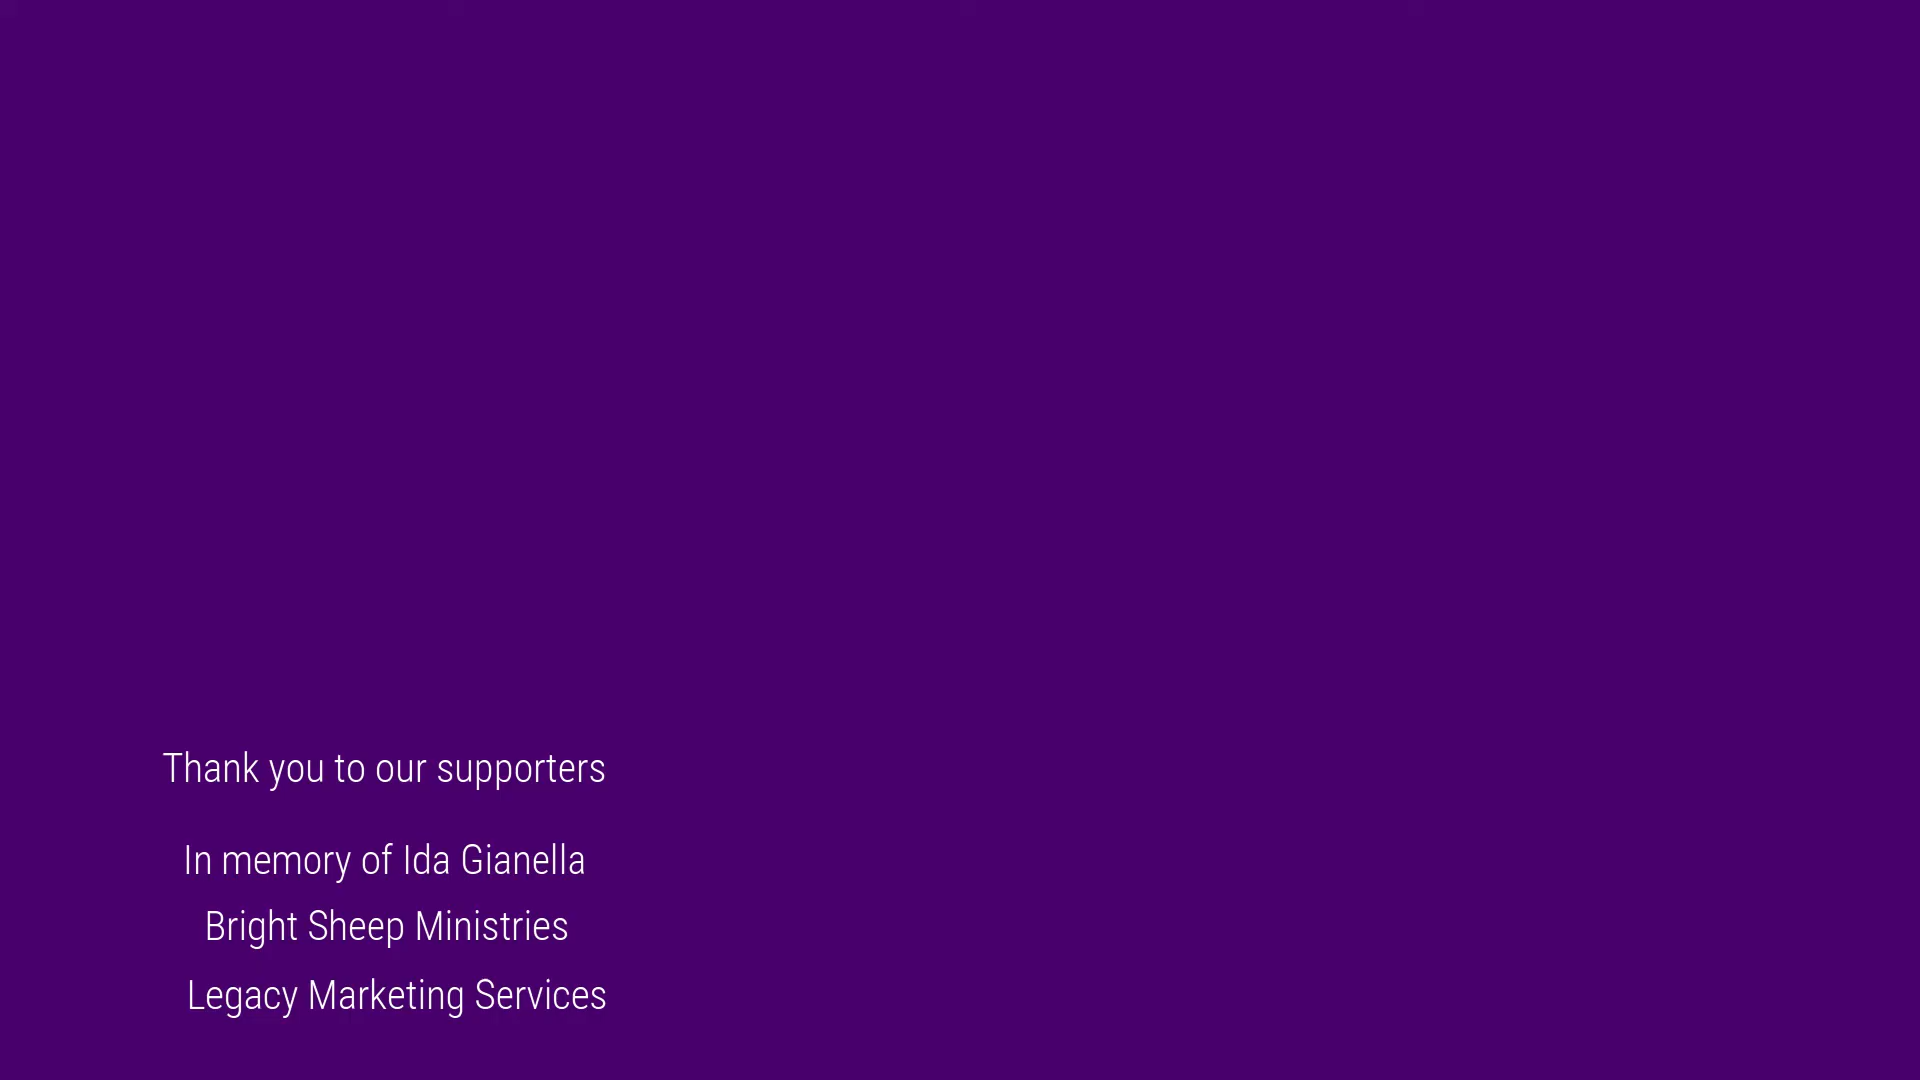 Thank you to our supporters
In memory of Ida Gianella
Bright Sheep Ministries
Legacy Marketing Services